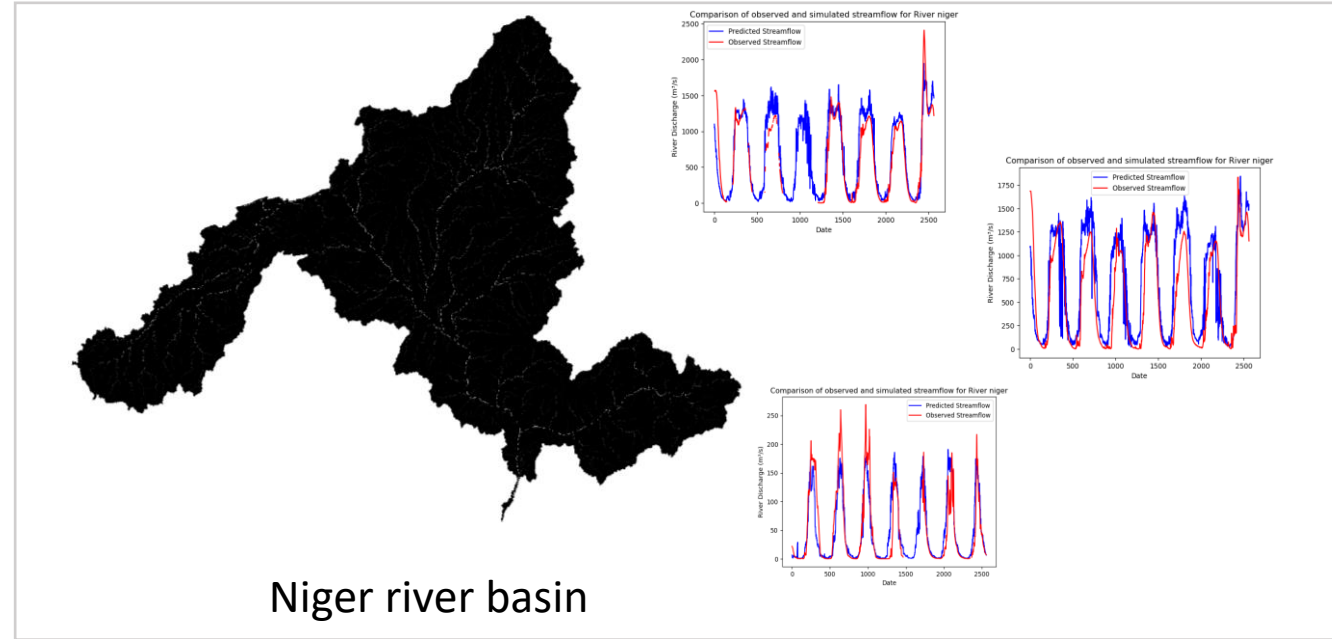 Comparison of observed and simulated streamflow for River niger
Predicted Streamflow
Observed Streamflow
River Discharge (m³/s)
2500
2000
1500
1000
500
0
0 500 1000 1500 2000 2500
Date
Comparison of observed and simulated streamflow for River niger
Predicted Streamflow
Observed Streamflow
River Discharge (m³/s)
1750
1500
1250
1000
750
500
250
0
0 500 1000 1500 2000 2500
Date
Comparison of observed and simulated streamflow for River niger
Predicted Streamflow
Observed Streamflow
River Discharge (m³/s)
250
200
150
100
50
0
0 500 1000 1500 2000 2500
Date
Niger river basin